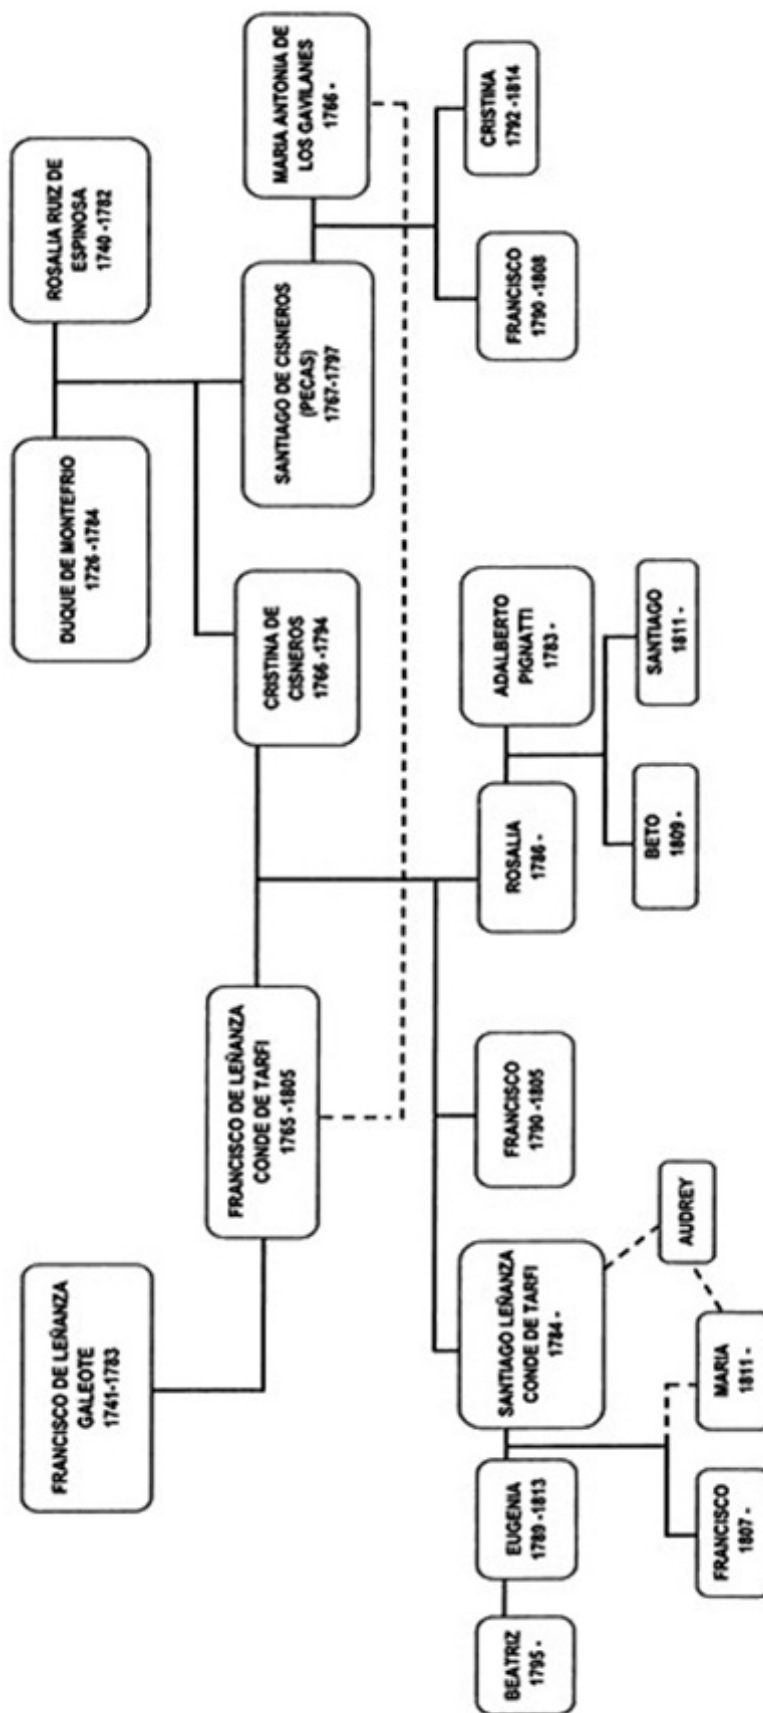 FRANCISCO DE LEÑANZA
GALEOTE
1741-1783
DUQUE DE MONTEFRIO
1726 -1784
ROSALIA RUIZ DE
ESPINOSA
1740 -1782
FRANCISCO DE LEÑANZA
CONDE DE TARFI
1765 -1805
CRISTINA DE
CISNEROS
1766 -1794
SANTIAGO DE CISNEROS
(PECAS)
1767-1797
MARIA ANTONIA DE
LOS GAVILANES
1766 -
BEATRIZ
1795 -
EUGENIA
1789 -1813
SANTIAGO LEÑANZA
CONDE DE TARFI
1784 -
FRANCISCO
1790 -1805
ROSALIA
1786 -
ADALBERTO
PIGNATTI
1783 -
FRANCISCO
1790 -1808
CRISTINA
1792 -1814
AUDREY
FRANCISCO
1807 -
MARIA
1811 -
BETO
1809 -
SANTIAGO
1811 -